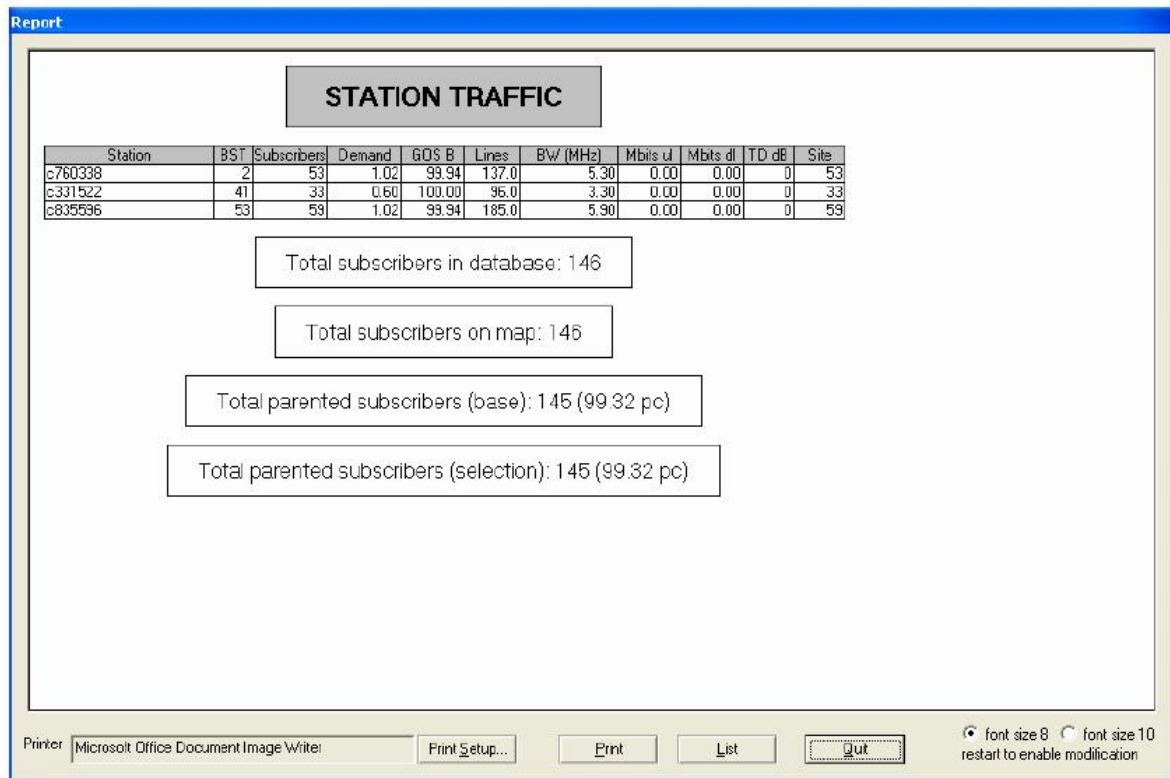 Report
STATION TRAFFIC
Station BST Subscribers Demand GOS B Lines BW (MHz) Mbits ul Mbits dl TD dB Site
c760338 2 53 1.02 99.94 137.0 5.30 0.00 0.00 0 53
c331522 41 33 0.60 100.00 96.0 3.30 0.00 0.00 0 33
c835596 53 59 1.02 99.94 185.0 5.90 0.00 0.00 0 59
Total subscribers in database: 146
Total subscribers on map: 146
Total parented subscribers (base): 145 (99.32 pc)
Total parented subscribers (selection): 145 (99.32 pc)
Printer Microsoft Office Document Image Writer Print Setup... Print List Quit font size 8 font size 10
restart to enable modification